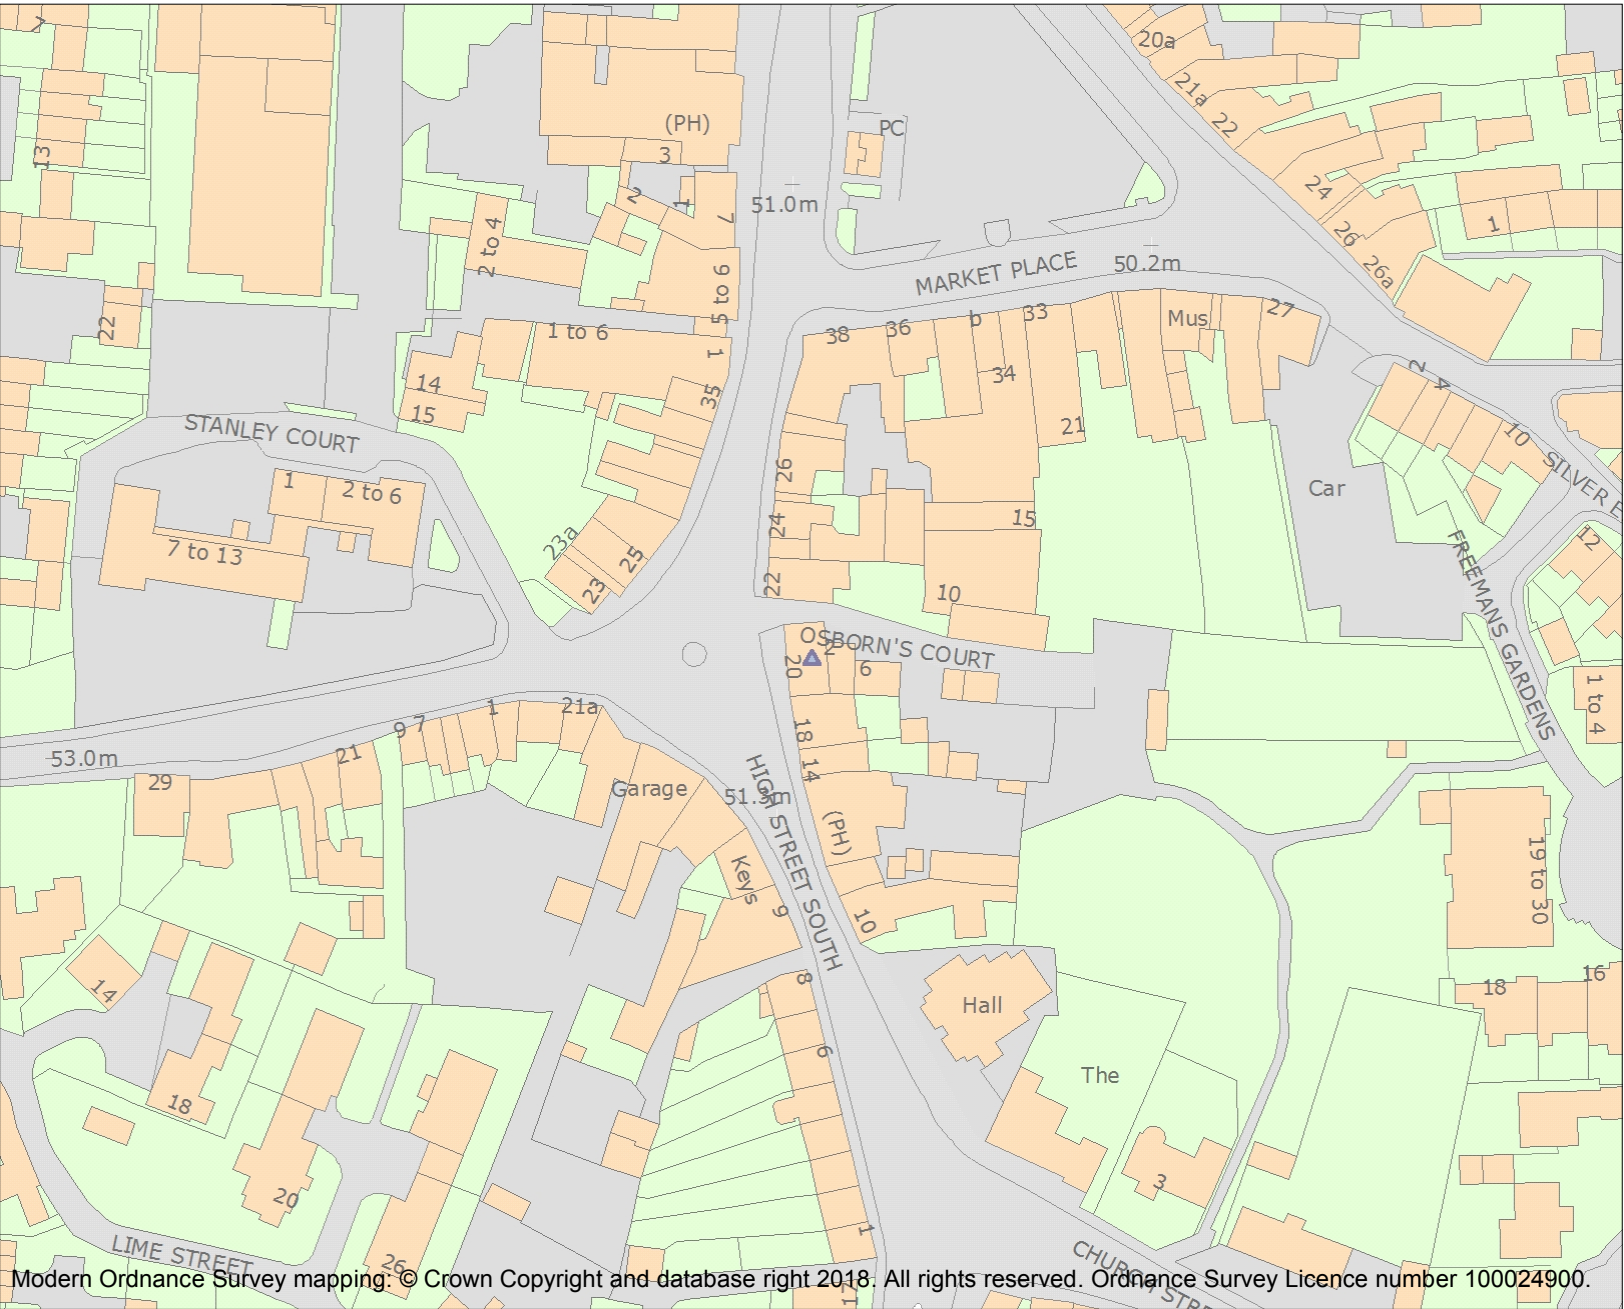 7
20a
(PH)
PC
21a
22
13
3
2
1
24
7
51.0m
1
26
2 to 4
MARKET PLACE
50.2m
26a
5 to 6
22
1 to 6
38
36
b
33
Mus
27
1
14
34
2
4
35
15
21
STANLEY COURT
10
26
1
2 to 6
Car
SILVER
24
15
23a
7 to 13
25
12
23
22
10
FREEMANS GARDENS
OSBORN'S COURT
2
20
6
1 to 4
1
21a
9
7
18
53.0m
21
29
14
Garage
51.3m
HIGH STREET SOUTH
(PH)
Keys
9
10
19 to 30
8
14
Hall
18
16
6
The
18
3
20
1
LIME STREET
26
CHURCH STRE
Modern Ordnance Survey mapping: © Crown Copyright and database right 2018. All rights reserved. Ordnance Survey Licence number 100024900.
17